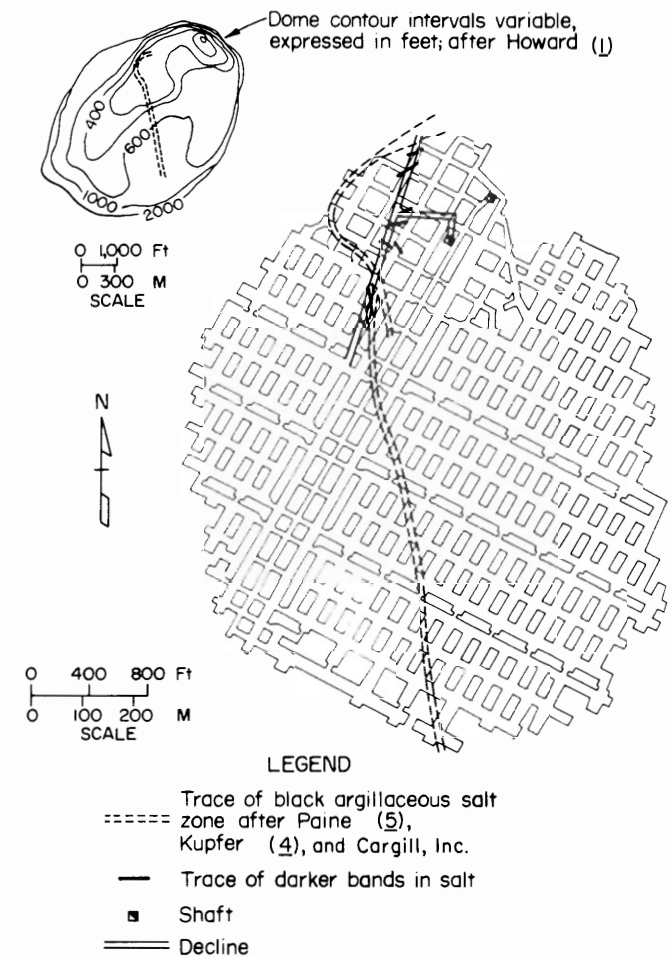 Dome contour intervals variable,
expressed in feet; after Howard (1)
400
600
1000
2000
0 1,000 Ft
0 300 M
SCALE
N
0 400 800 Ft
0 100 200 M
SCALE
LEGEND
Trace of black argillaceous salt
zone after Paine (5),
Kupfer (4), and Cargill, Inc.
Trace of darker bands in salt
Shaft
Decline